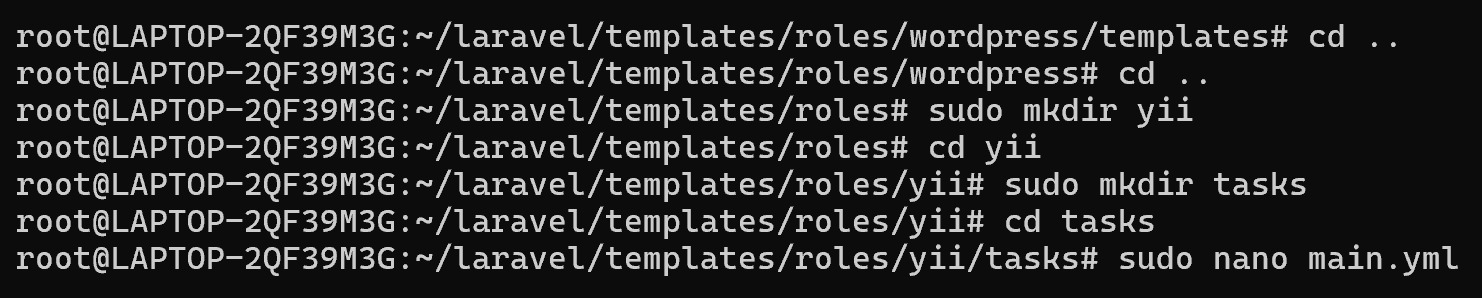 root@LAPTOP-2QF39M3G:~/laravel/templates/roles/wordpress/templates# cd ..
root@LAPTOP-2QF39M3G:~/laravel/templates/roles/wordpress# cd ..
root@LAPTOP-2QF39M3G:~/laravel/templates/roles# sudo mkdir yii
root@LAPTOP-2QF39M3G:~/laravel/templates/roles# cd yii
root@LAPTOP-2QF39M3G:~/laravel/templates/roles/yii# sudo mkdir tasks
root@LAPTOP-2QF39M3G:~/laravel/templates/roles/yii# cd tasks
root@LAPTOP-2QF39M3G:~/laravel/templates/roles/yii/tasks# sudo nano main.yml